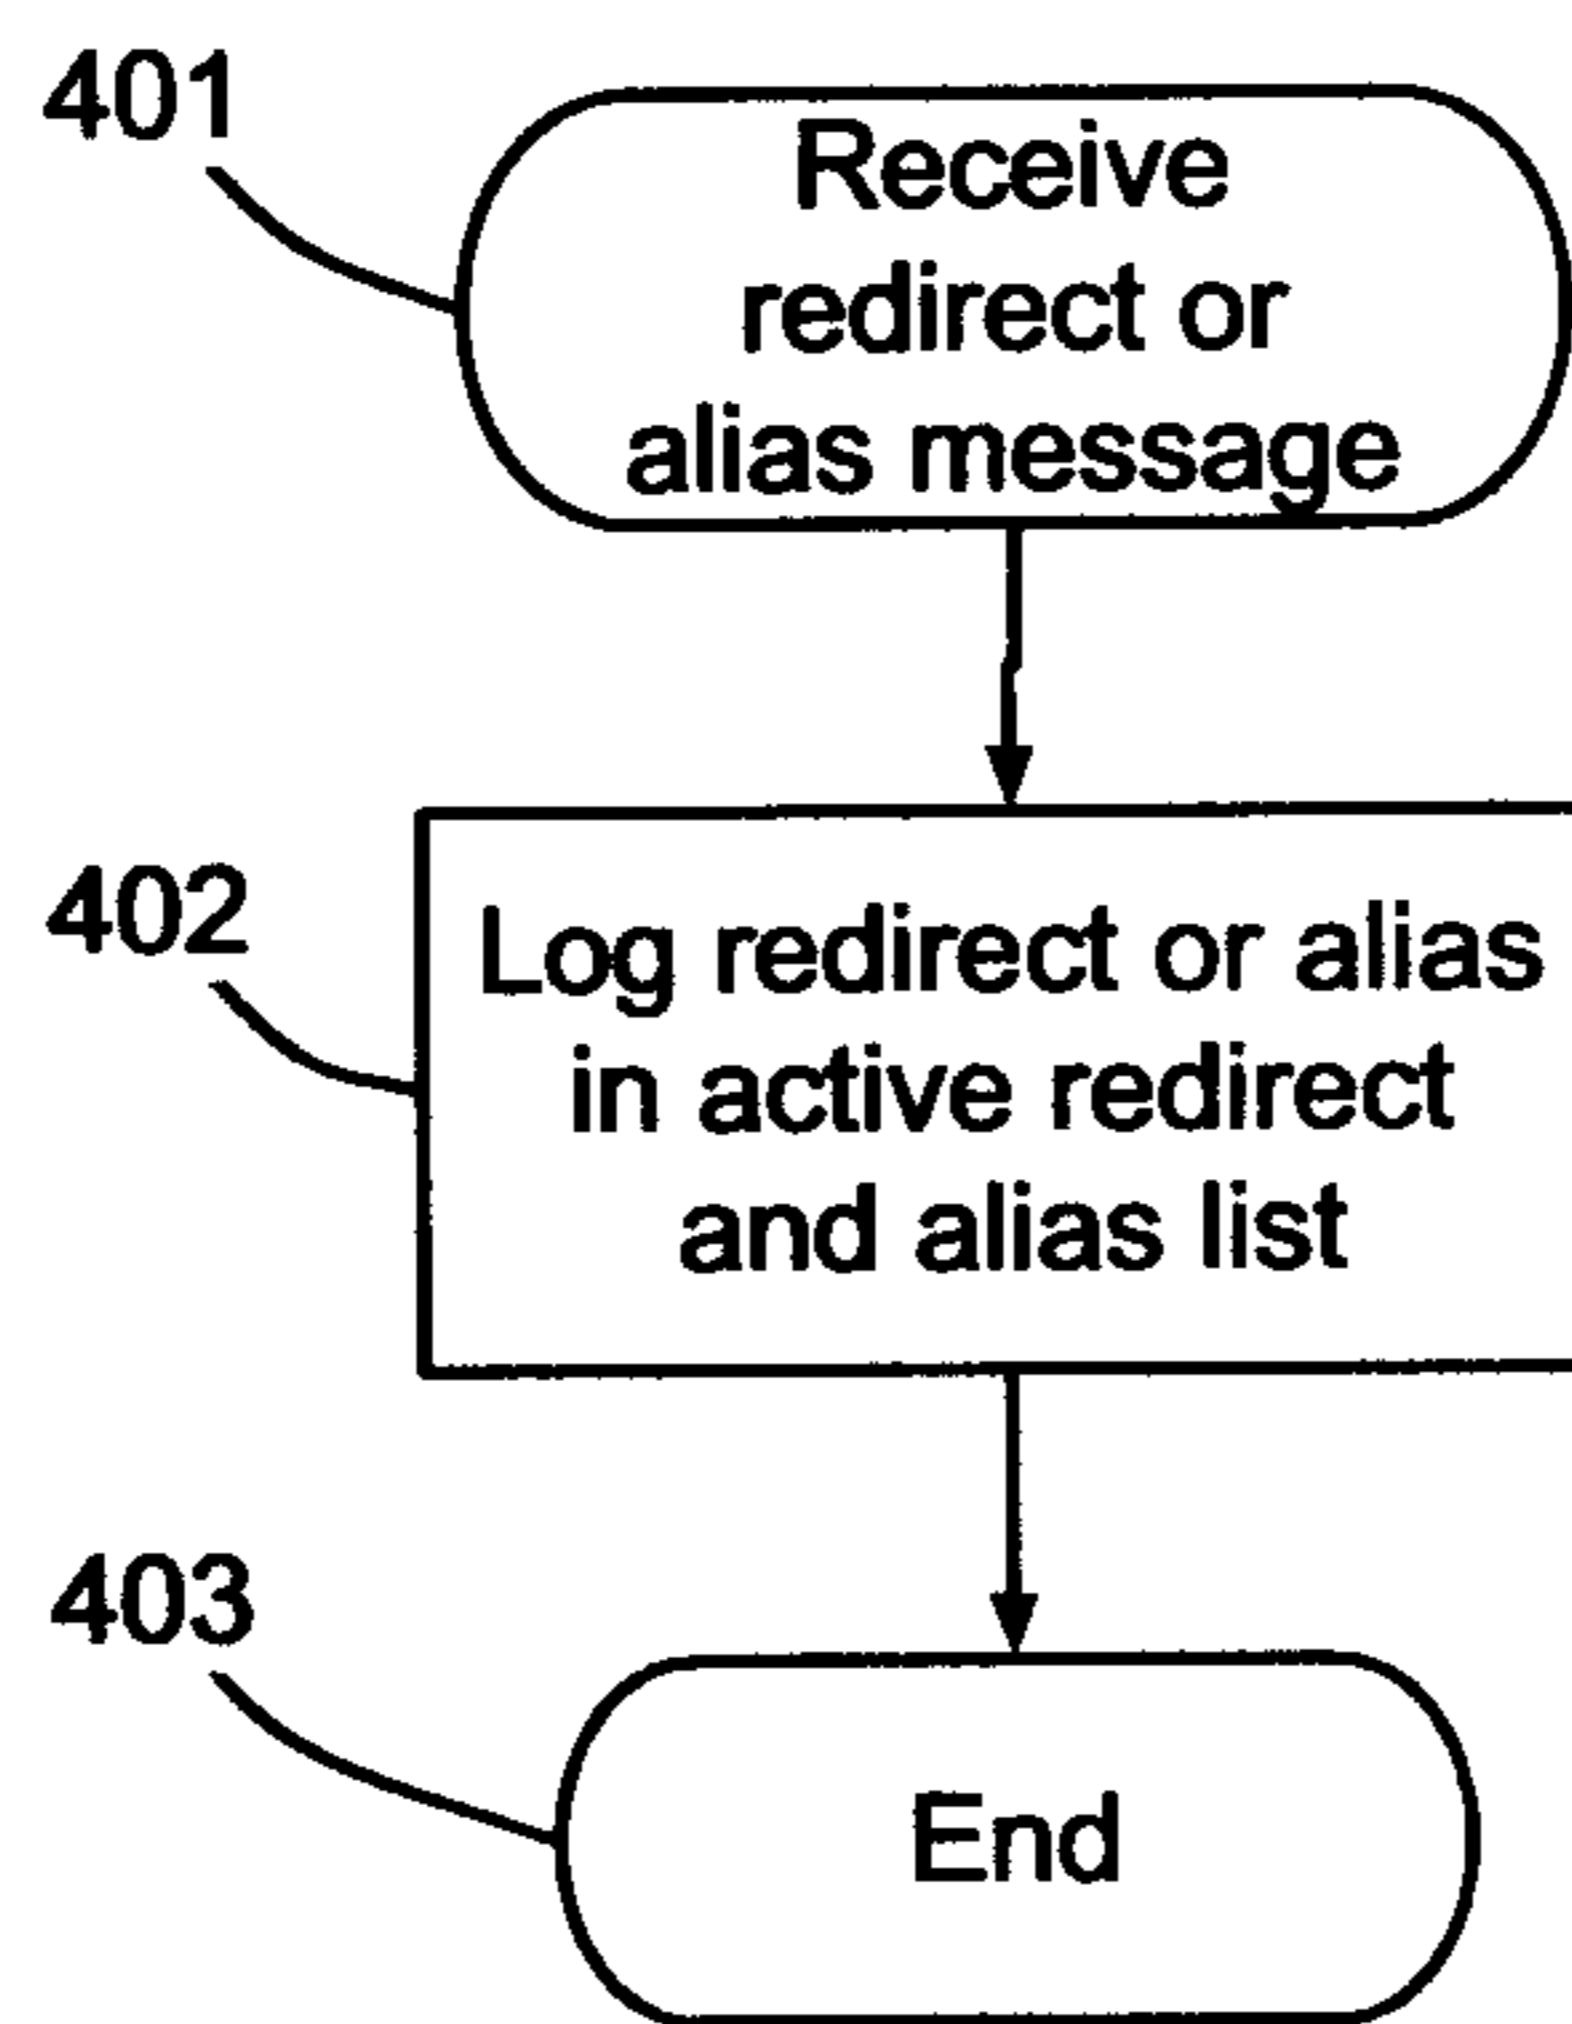 401
Receive
redirect or
alias message
402
Log redirect or alias
in active redirect
and alias list
403
End